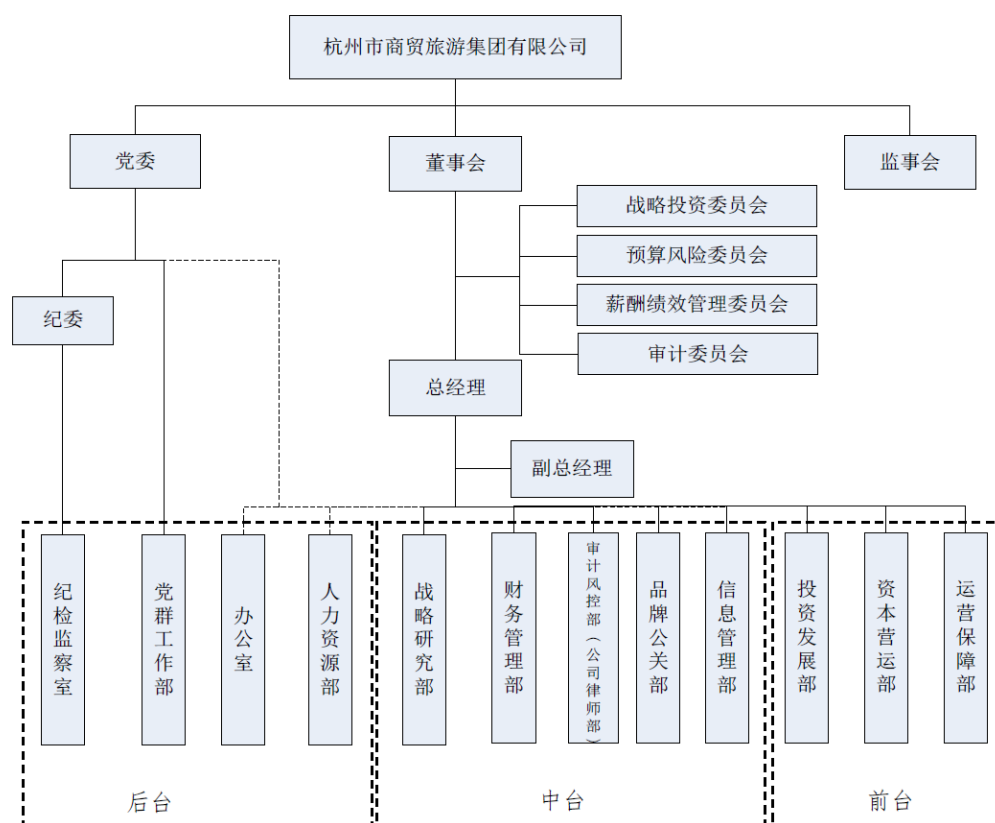 杭州市商贸旅游集团有限公司
党委
董事会
监事会
战略投资委员会
预算风险委员会
薪酬绩效管理委员会
审计委员会
纪委
总经理
副总经理
纪检监察室
党群工作部
办公室
人力资源部
战略研究部
财务管理部
审计风控部（公司律师部）
品牌公关部
信息管理部
投资发展部
资本营运部
运营保障部
后台
中台
前台